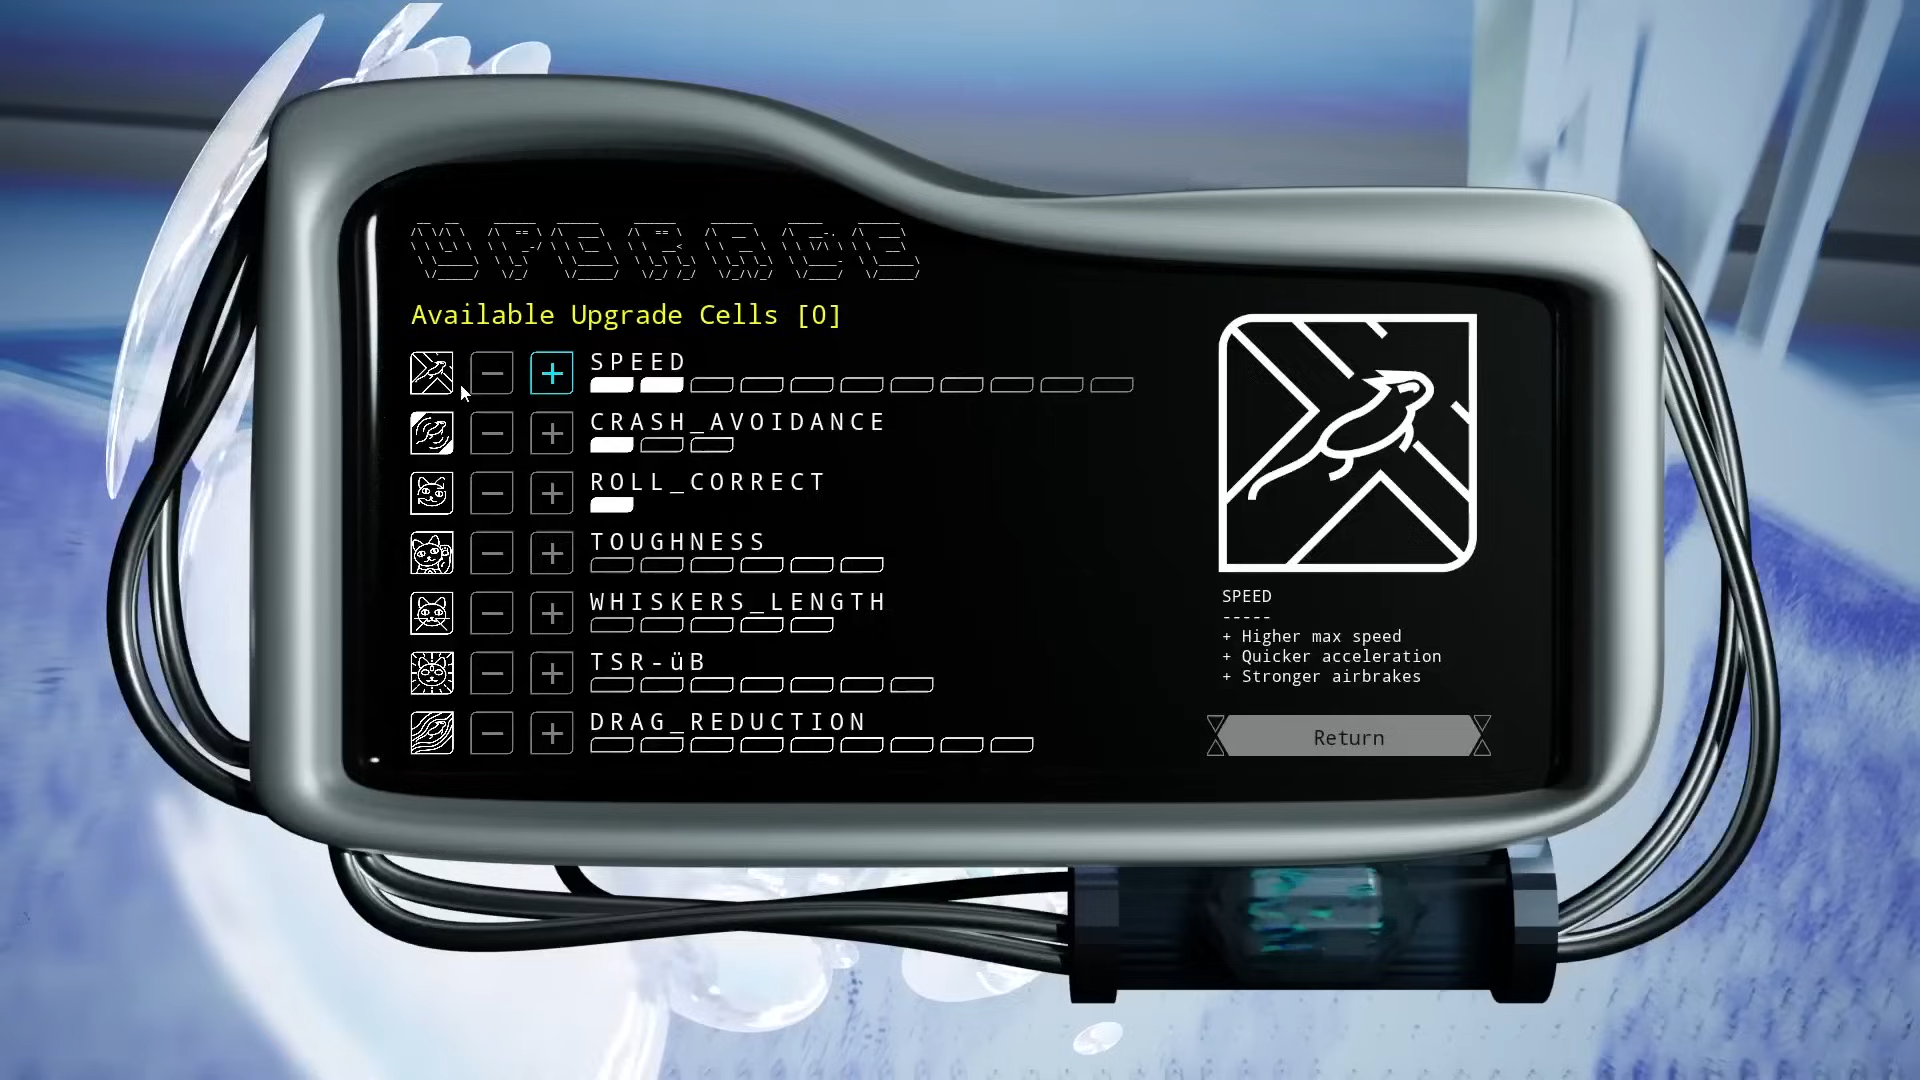 UPGRADE
Available Upgrade Cells [0]
SPEED
CRASH_AVOIDANCE
ROLL_CORRECT
TOUGHNESS
WHISKERS_LENGTH
TSR-üB
DRAG_REDUCTION
SPEED
-----
+ Higher max speed
+ Quicker acceleration
+ Stronger airbrakes
Return